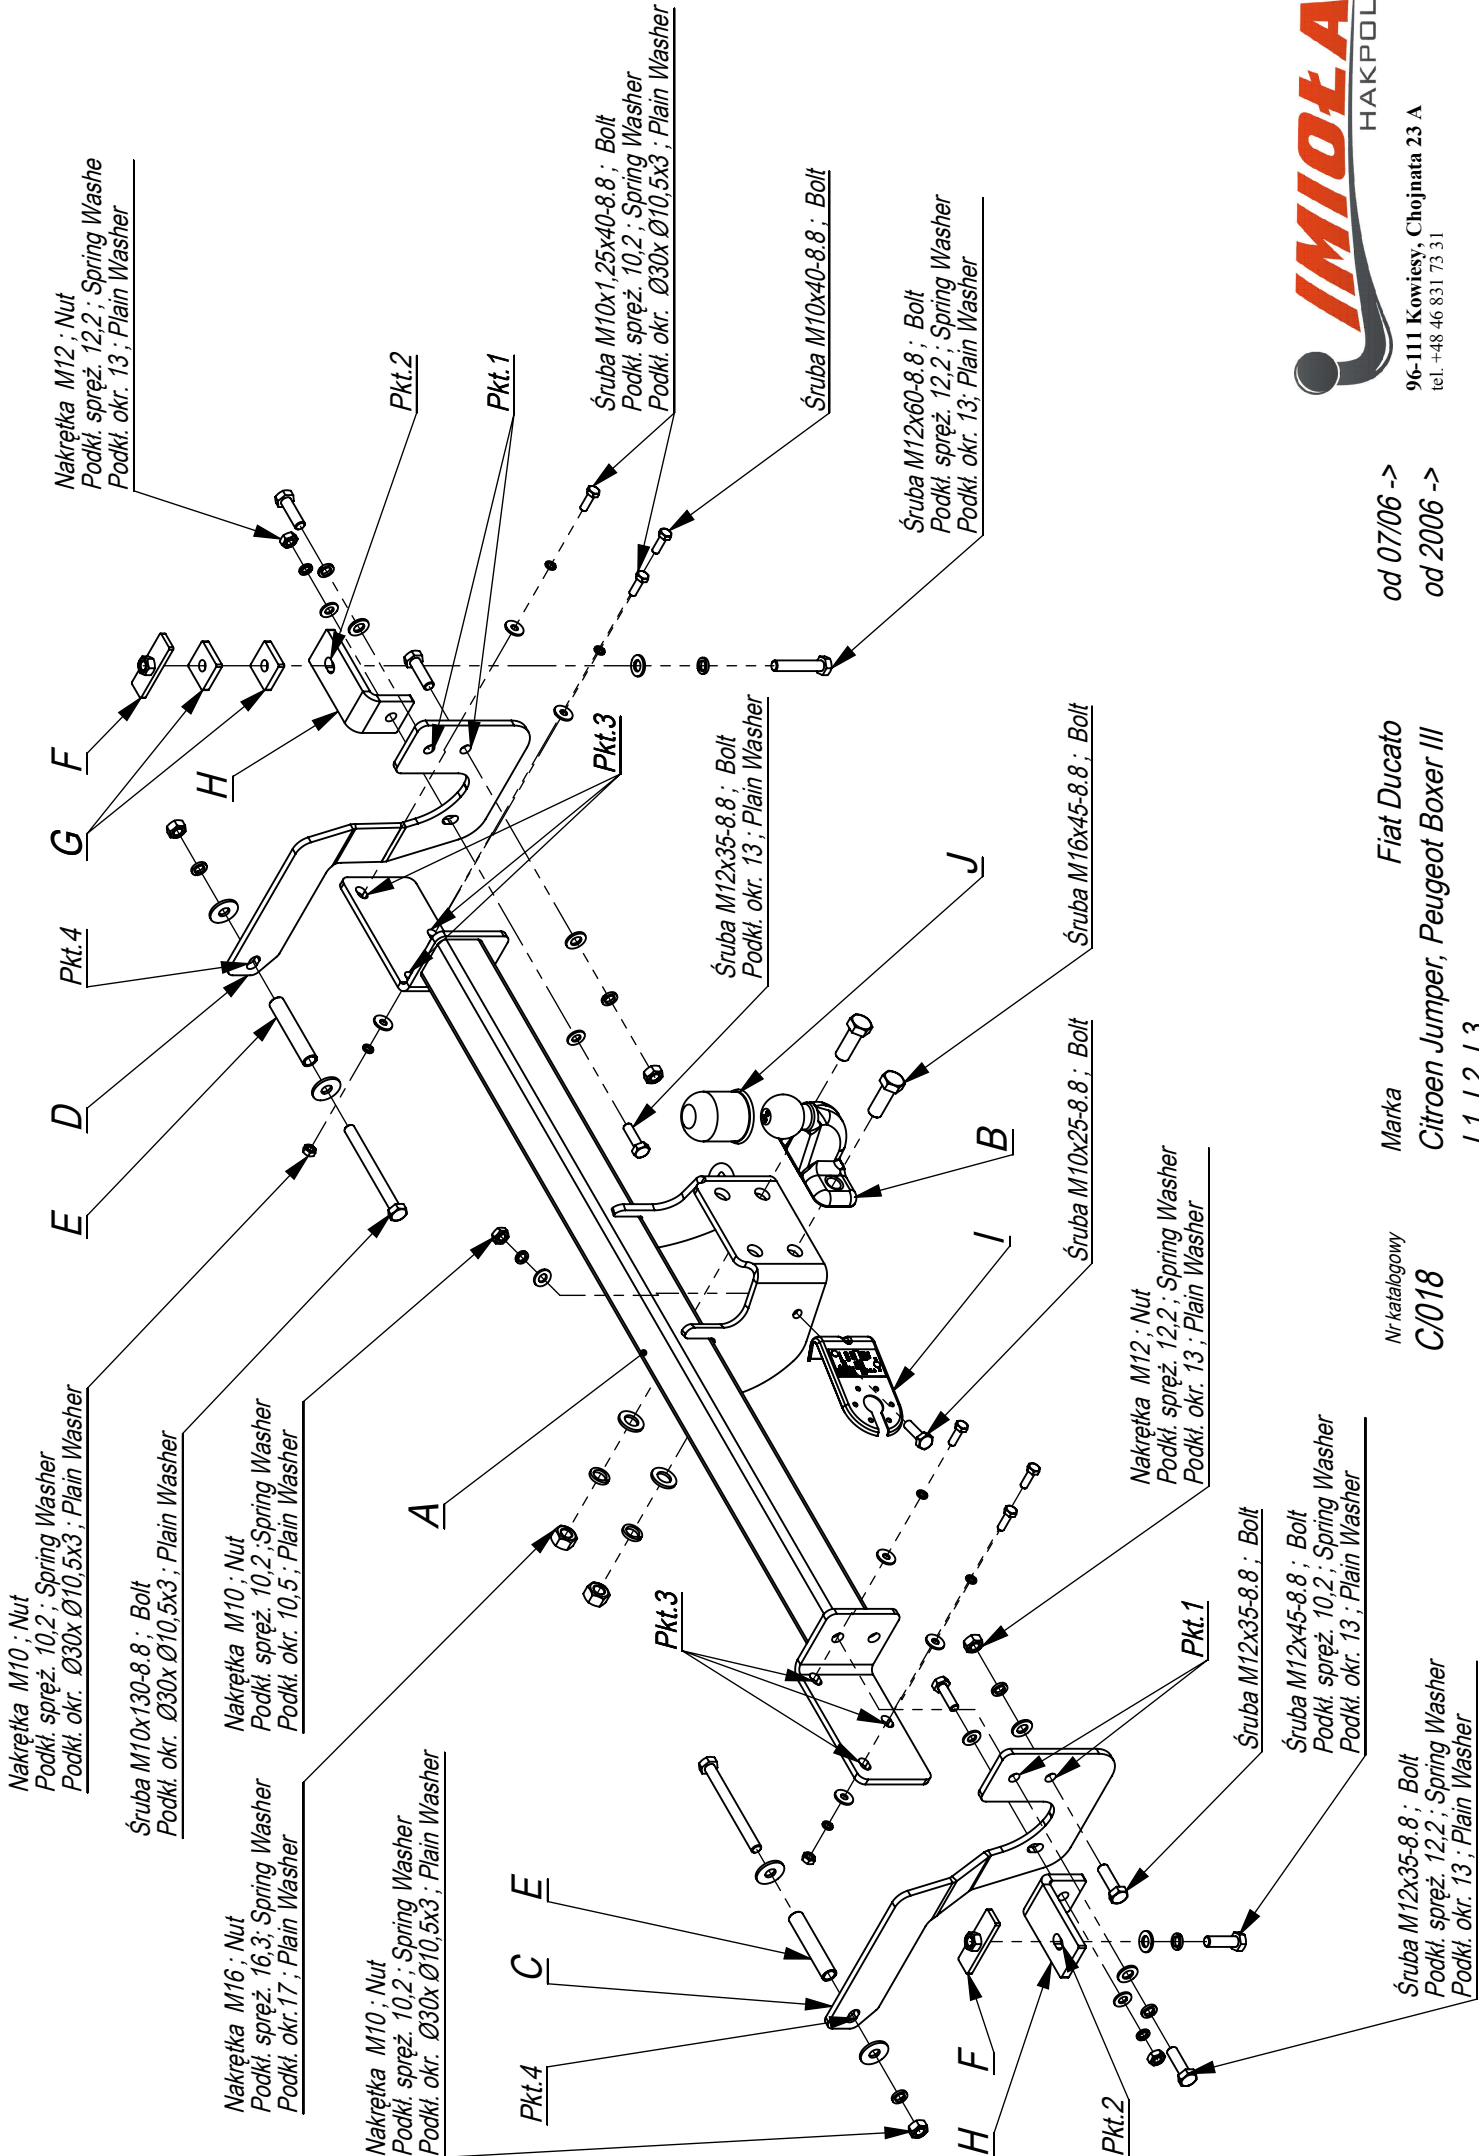 Nakrętka M10 ; Nut
Podkł. spręż. 10,2 ; Spring Washer
Podkł. okr. Ø30x Ø10,5x3 ; Plain Washer
Śruba M10x130-8.8 ; Bolt
Podkł. okr. Ø30x Ø10,5x3 ; Plain Washer
Nakrętka M10 ; Nut
Podkł. spręż. 10,2 ;Spring Washer
Podkł. okr. 10,5 ; Plain Washer
Nakrętka M16 ; Nut
Podkł. spręż. 16,3; Spring Washer
Podkł. okr.17 ; Plain Washer
Nakrętka M10 ; Nut
Podkł. spręż. 10,2 ; Spring Washer
Podkł. okr. Ø30x Ø10,5x3 ; Plain Washer
Nakrętka M12 ; Nut
Podkł. spręż. 12,2 ; Spring Washe
Podkł. okr. 13 ; Plain Washer
E
D
Pkt.4
G
F
H
Pkt.2
Pkt.1
Pkt.3
A
Śruba M10x1,25x40-8.8 ; Bolt
Podkł. spręż. 10,2 ; Spring Washer
Podkł. okr. Ø30x Ø10,5x3 ; Plain Washer
Śruba M10x40-8.8 ; Bolt
Śruba M12x60-8.8 ; Bolt
Podkł. spręż. 12,2 ; Spring Washer
Podkł. okr. 13; Plain Washer
Śruba M12x35-8.8 ; Bolt
Podkł. okr. 13 ; Plain Washer
J
Śruba M16x45-8.8 ; Bolt
B
I
Śruba M10x25-8.8 ; Bolt
Nakrętka M12 ; Nut
Podkł. spręż. 12,2 ; Spring Washer
Podkł. okr. 13 ; Plain Washer
Pkt.4
C
E
Pkt.3
F
H
Pkt.2
Pkt.1
Śruba M12x35-8.8 ; Bolt
Śruba M12x45-8.8 ; Bolt
Podkł. spręż. 10,2 ; Spring Washer
Podkł. okr. 13 ; Plain Washer
Śruba M12x35-8.8 ; Bolt
Podkł. spręż. 12,2 ; Spring Washer
Podkł. okr. 13 ; Plain Washer
Nr katalogowy
C/018
Marka
Fiat Ducato
od 07/06 ->
Citroen Jumper, Peugeot Boxer III
od 2006 ->
L1, L2, L3
IMIOŁA
HAKPOL
96-111 Kowiesy, Chojnata 23 A
tel. +48 46 831 73 31